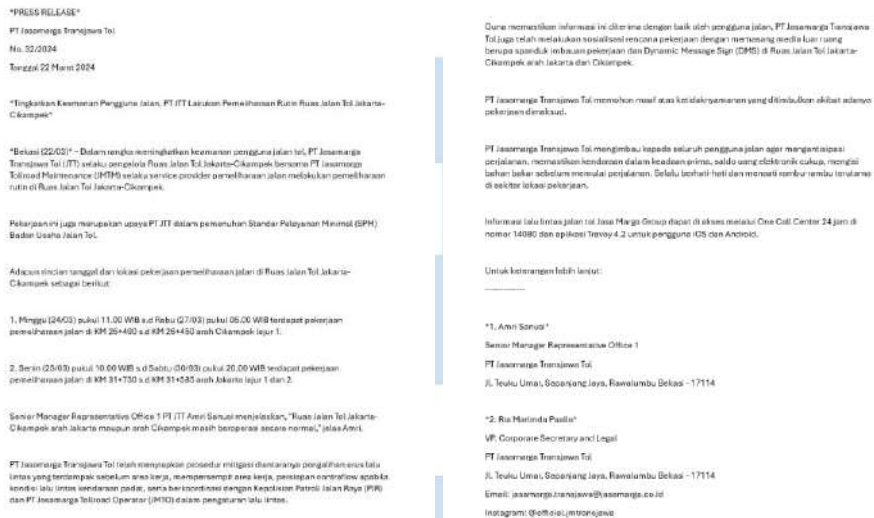 *PRESS RELEASE*
PT Jasamarga Transjawa Tol
No. 32/2024
Tanggal 22 Maret 2024
*Tingkatkan Keamanan Pengguna Jalan, PT JTT Lakukan Pemeliharaan Rutin Ruas Jalan Tol Jakarta-
Cikampek*
*Bekasi (22/03)* – Dalam rangka meningkatkan keamanan pengguna jalan tol, PT Jasamarga
Transjawa Tol (JTT) selaku pengelola Ruas Jalan Tol Jakarta-Cikampek bersama PT Jasamarga
Tollroad Maintenance (JMTM) selaku service provider pemeliharaan jalan melakukan pemeliharaan
rutin di Ruas Jalan Tol Jakarta-Cikampek.
Pekerjaan ini juga merupakan upaya PT JTT dalam pemenuhan Standar Pelayanan Minimal (SPM)
Badan Usaha Jalan Tol.
Adapun rincian tanggal dan lokasi pekerjaan pemeliharaan jalan di Ruas Jalan Tol Jakarta-
Cikampek sebagai berikut:
1. Minggu (24/03) pukul 11.00 WIB s.d Rabu (27/03) pukul 05.00 WIB terdapat pekerjaan
pemeliharaan jalan di KM 25+400 s.d KM 26+450 arah Cikampek lajur 1.
2. Senin (25/03) pukul 10.00 WIB s.d Sabtu (30/03) pukul 20.00 WIB terdapat pekerjaan
pemeliharaan jalan di KM 31+730 s.d KM 31+585 arah Jakarta lajur 1 dan 2.
Senior Manager Representative Office 1 PT JTT Amri Sanusi menjelaskan, "Ruas Jalan Tol Jakarta-
Cikampek arah Jakarta maupun arah Cikampek masih beroperasi secara normal," jelas Amri.
PT Jasamarga Transjawa Tol telah menyiapkan prosedur mitigasi diantaranya pengalihan arus lalu
lintas yang terdampak sebelum area kerja, mempersempit area kerja, persiapan contraflow apabila
kondisi lalu lintas kendaraan padat, serta berkoordinasi dengan Kepolisian Patroli Jalan Raya (PJR)
dan PT Jasamarga Tollroad Operator (JMTO) dalam pengaturan lalu lintas.
Guna memastikan informasi ini diterima dengan baik oleh pengguna jalan, PT Jasamarga Transjawa
Tol juga telah melakukan sosialisasi rencana pekerjaan dengan memasang media luar ruang
berupa spanduk imbauan pekerjaan dan Dynamic Message Sign (DMS) di Ruas Jalan Tol Jakarta-
Cikampek arah Jakarta dan Cikampek.
PT Jasamarga Transjawa Tol memohon maaf atas ketidaknyamanan yang ditimbulkan akibat adanya
pekerjaan dimaksud.
PT Jasamarga Transjawa Tol mengimbau kepada seluruh pengguna jalan agar mengantisipasi
perjalanan, memastikan kendaraan dalam keadaan prima, saldo uang elektronik cukup, mengisi
bahan bakar sebelum memulai perjalanan. Selalu berhati-hati dan menaati rambu-rambu terutama
di sekitar lokasi pekerjaan.
Informasi lalu lintas jalan tol Jasa Marga Group dapat di akses melalui One Call Center 24 jam di
nomor 14080 dan aplikasi Travoy 4.2 untuk pengguna iOS dan Android.
Untuk keterangan lebih lanjut:
--------------
*1. Amri Sanusi*
Senior Manager Representative Office 1
PT Jasamarga Transjawa Tol
Jl. Teuku Umar, Sepanjang Jaya, Rawalumbu Bekasi – 17114
*2. Ria Marlinda Paallo*
VP. Corporate Secretary and Legal
PT Jasamarga Transjawa Tol
Jl. Teuku Umar, Sepanjang Jaya, Rawalumbu Bekasi – 17114
Email: jasamarga.transjawa@jasamarga.co.id
Instagram: @official.jmtransjawa